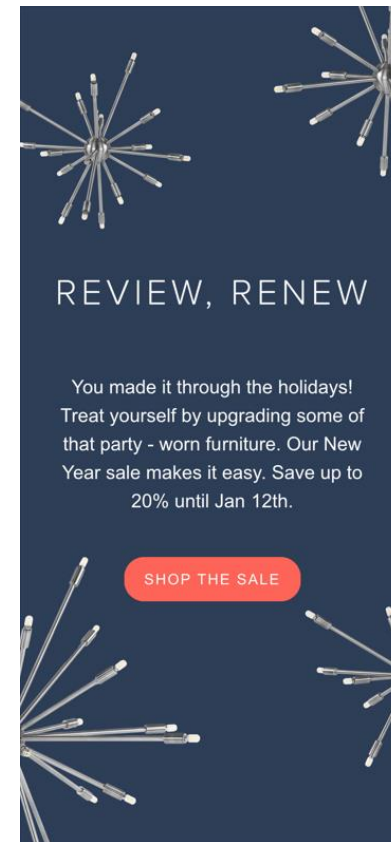 REVIEW, RENEW
You made it through the holidays!
Treat yourself by upgrading some of
that party - worn furniture. Our New
Year sale makes it easy. Save up to
20% until Jan 12th.
SHOP THE SALE